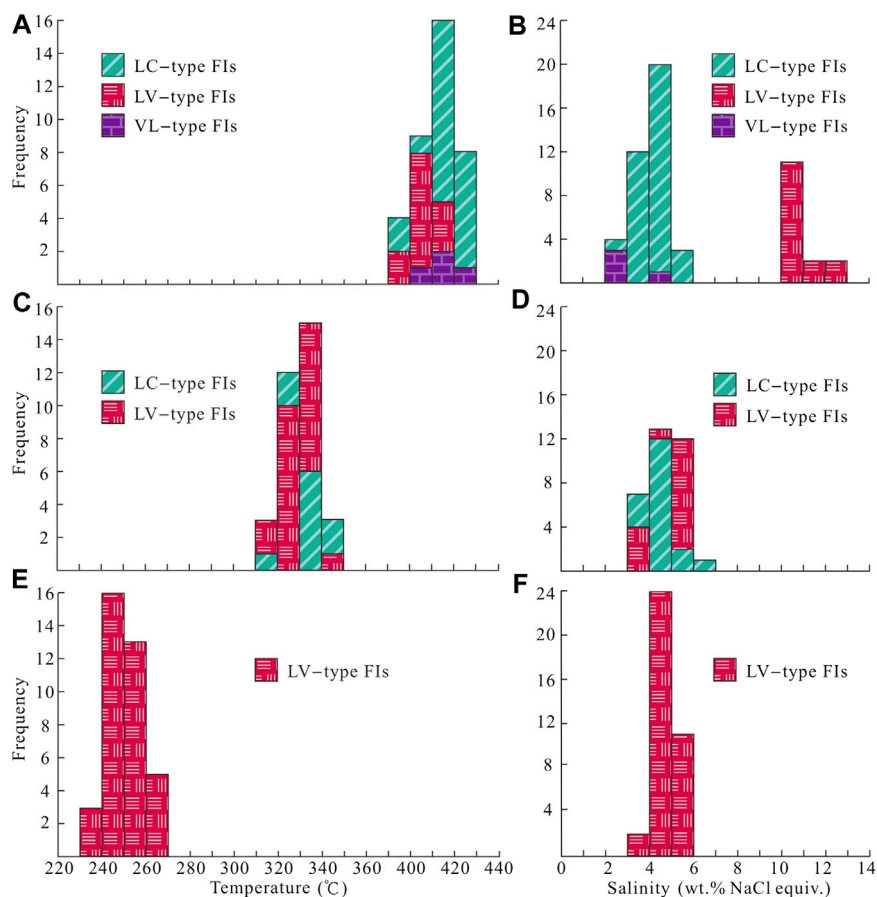 A
16
14
12
10
8
6
4
2
Frequency
LC-type FIs
LV-type FIs
VL-type FIs
B
24
20
16
12
8
4
LC-type FIs
LV-type FIs
VL-type FIs
C
16
14
12
10
8
6
4
2
Frequency
LC-type FIs
LV-type FIs
D
24
20
16
12
8
4
LC-type FIs
LV-type FIs
E
16
14
12
10
8
6
4
2
Frequency
LV-type FIs
220 240 260 280 300 320 340 360 380 400 420 440
Temperature (℃)
F
24
20
16
12
8
4
LV-type FIs
0 2 4 6 8 10 12 14
Salinity (wt.% NaCl equiv.)